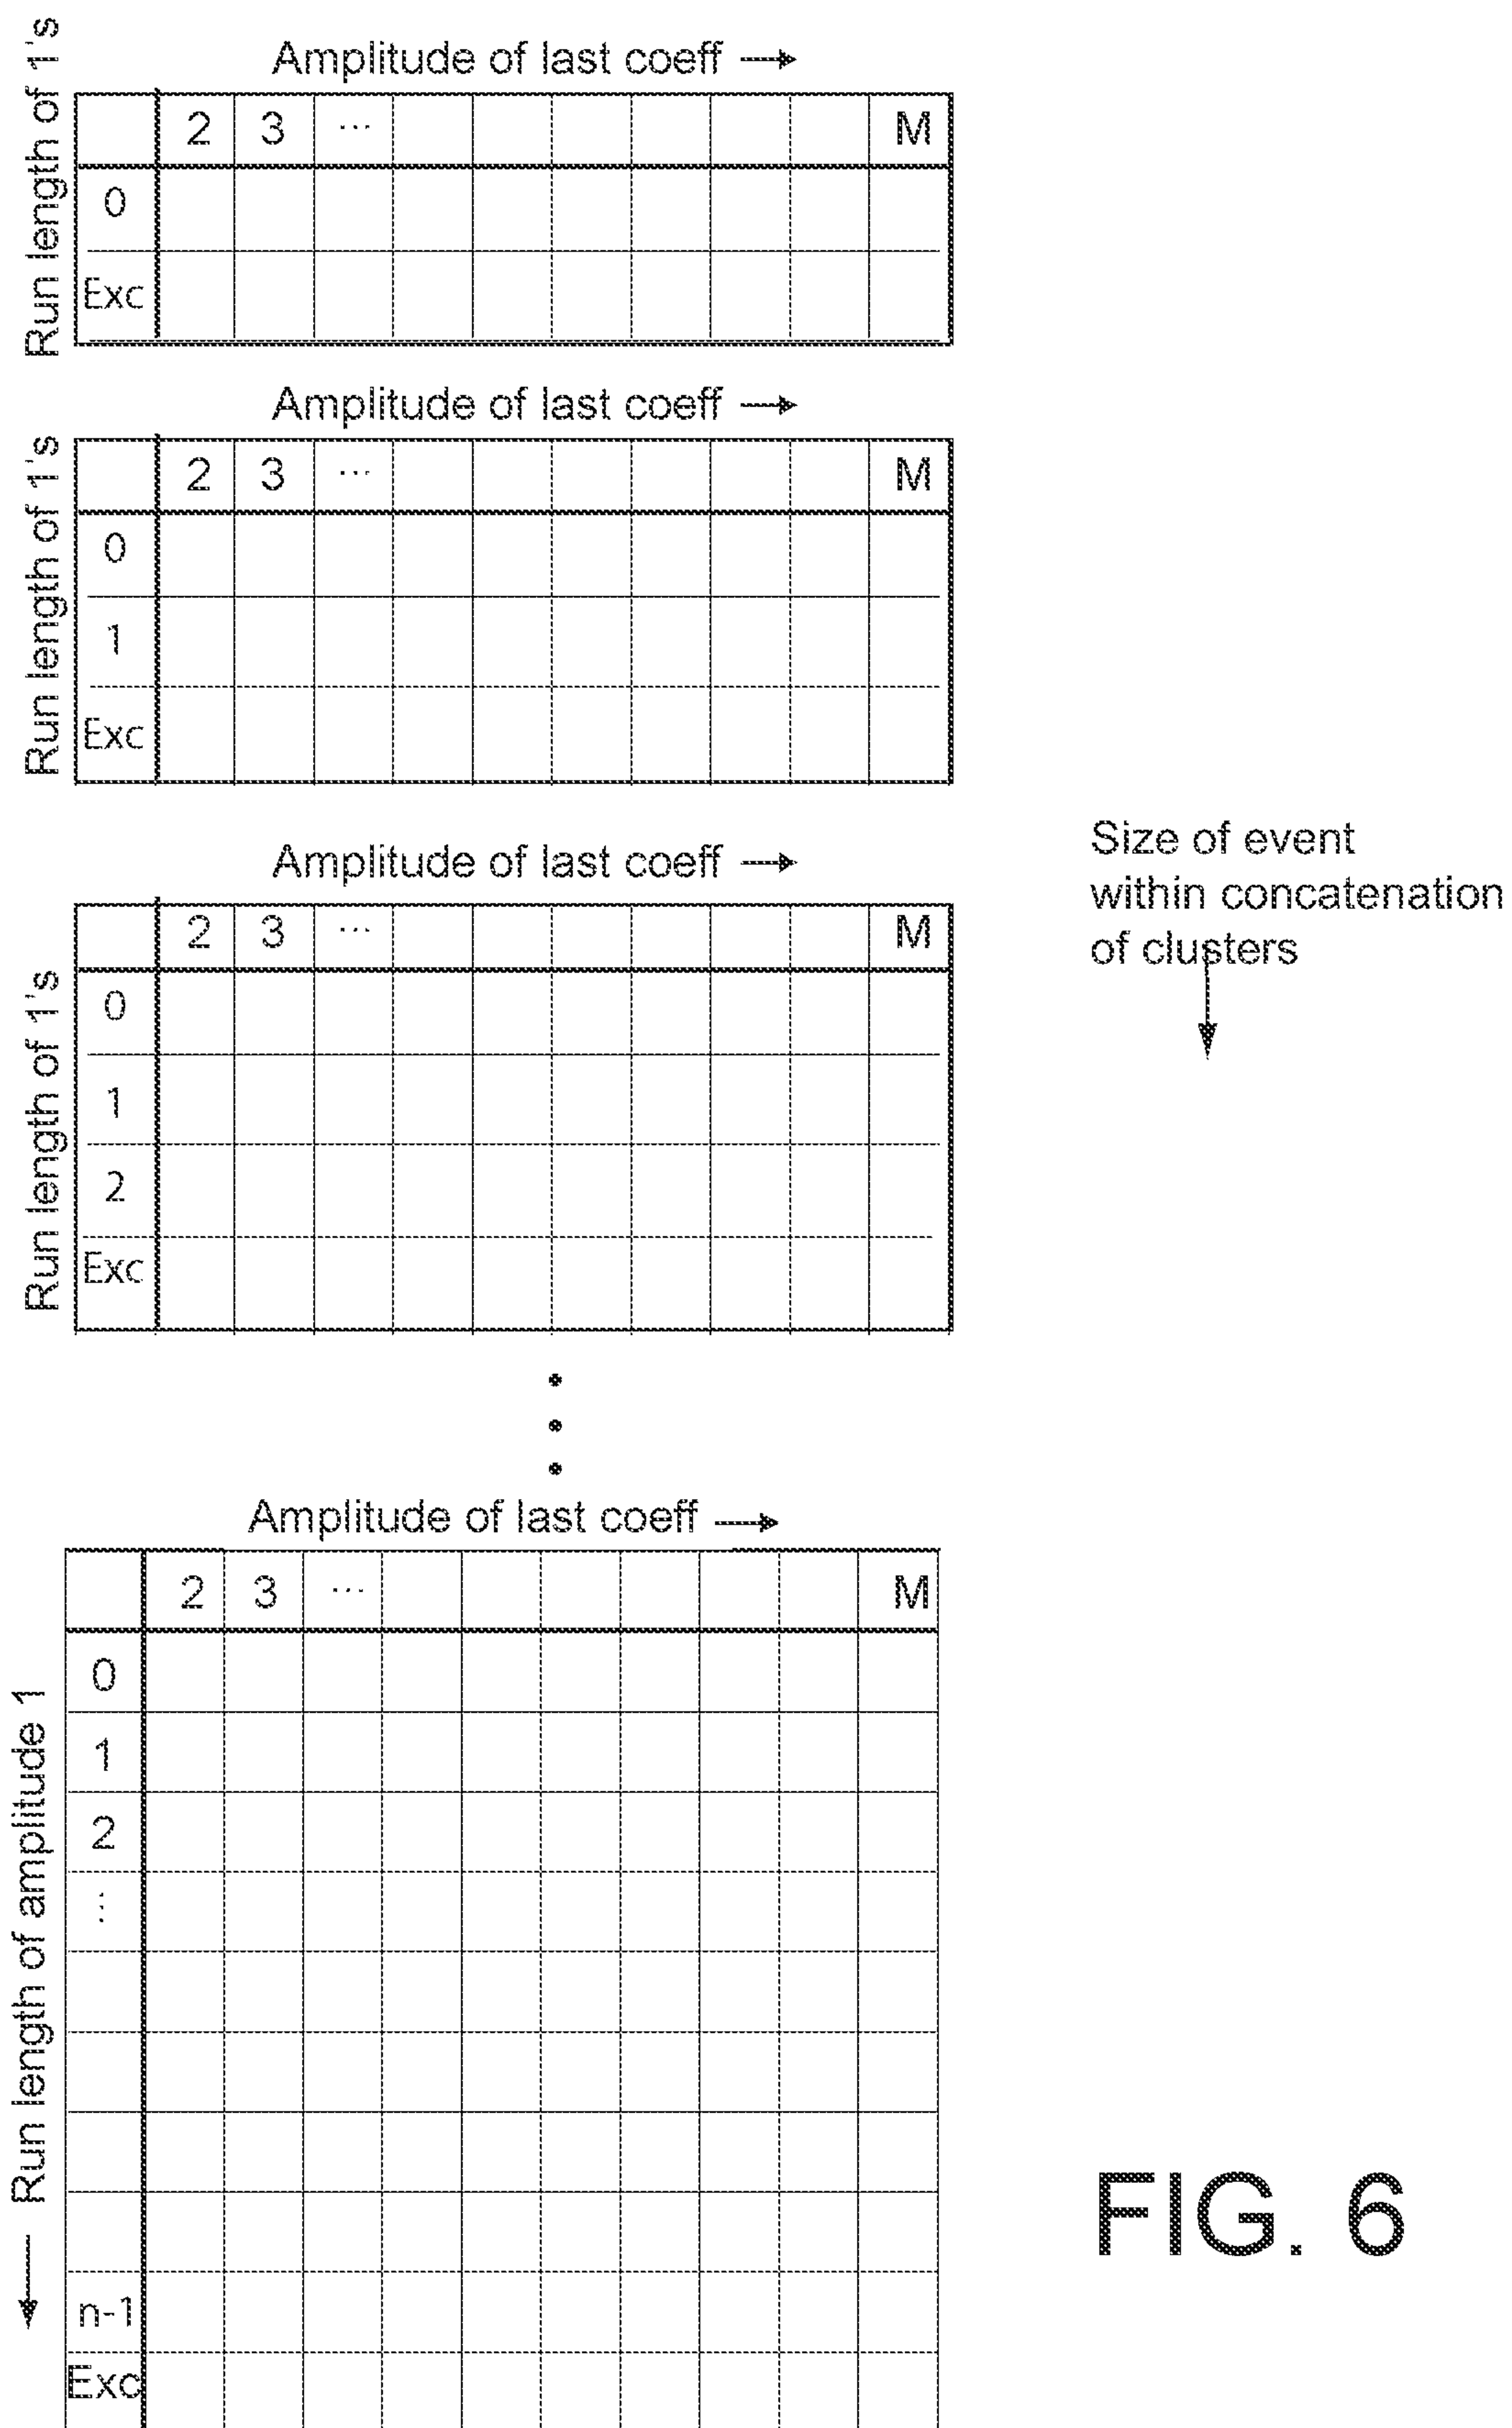 Amplitude of last coeff →
Run length of 1's
2 3 ... M
0
Exc
Amplitude of last coeff →
Run length of 1's
2 3 ... M
0
1
Exc
Amplitude of last coeff →
Run length of 1's
2 3 ... M
0
1
2
Exc
Size of event
within concatenation
of clusters
Amplitude of last coeff →
Run length of amplitude 1
2 3 ... M
0
1
2
...
n-1
Exc
FIG. 6